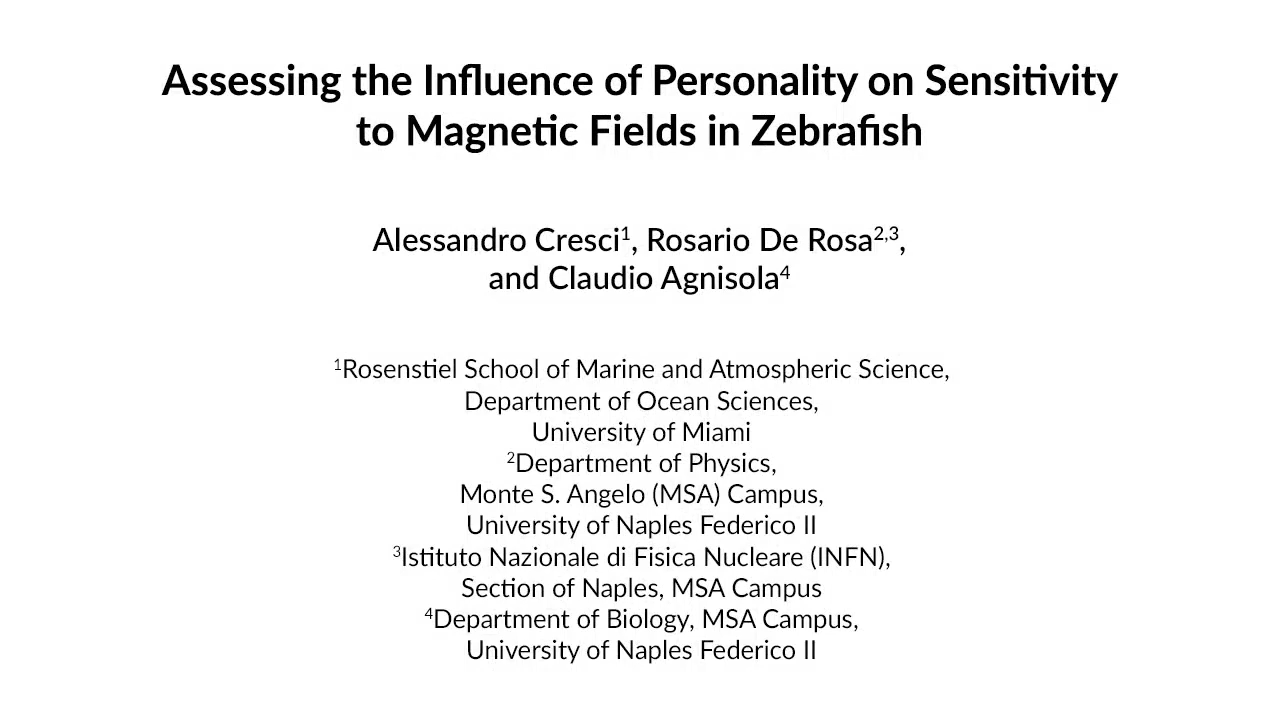 Assessing the Influence of Personality on Sensitivity
to Magnetic Fields in Zebrafish
Alessandro Cresci1, Rosario De Rosa2,3,
and Claudio Agnisola4
1Rosenstiel School of Marine and Atmospheric Science,
Department of Ocean Sciences,
University of Miami
2Department of Physics,
Monte S. Angelo (MSA) Campus,
University of Naples Federico II
3Istituto Nazionale di Fisica Nucleare (INFN),
Section of Naples, MSA Campus
4Department of Biology, MSA Campus,
University of Naples Federico II